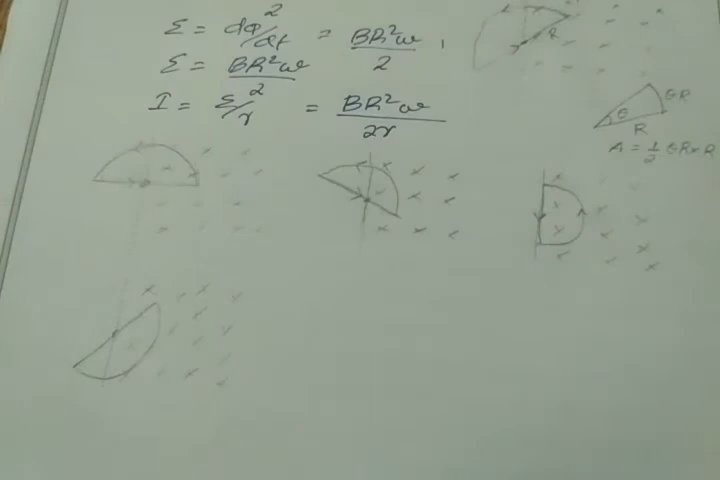 Σ = dφ/dt = BR²ω / 2,
Σ = BR²ω / 2
I = Σ/r = BR²ω / 2r
θR
θ
R
A = 1/2 θR×R
R